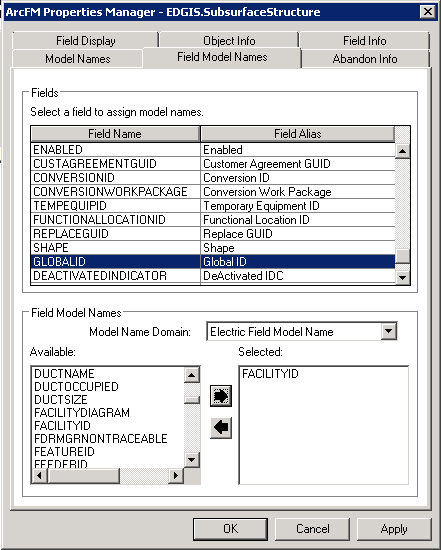 ArcFM Properties Manager - EDGIS.SubsurfaceStructure
Field Display Object Info Field Info
Model Names Field Model Names Abandon Info
Fields
Select a field to assign model names.
Field Name Field Alias
ENABLED Enabled
CUSTAGREEMENTGUID Customer Agreement GUID
CONVERSIONID Conversion ID
CONVERSIONWORKPACKAGE Conversion Work Package
TEMPEQUIPID Temporary Equipment ID
FUNCTIONALLOCATIONID Functional Location ID
REPLACEGUID Replace GUID
SHAPE Shape
GLOBALID Global ID
DEACTIVATEDINDICATOR DeActivated IDC
Field Model Names
Model Name Domain: Electric Field Model Name
Available: Selected:
DUCTNAME FACILITYID
DUCTOCCUPIED
DUCTSIZE
FACILITYDIAGRAM
FACILITYID
FDRMGRNONTRACEABLE
FEATUREID
FEEDERID
OK Cancel Apply